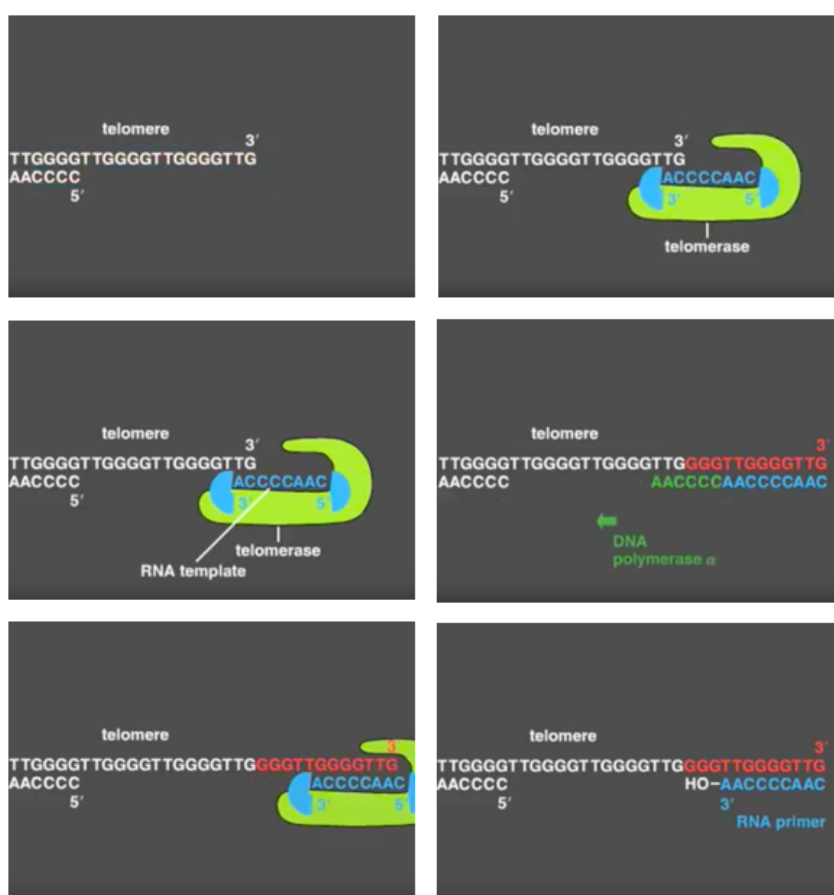 telomere
3′
TTGGGGTTGGGGTTGGGGTTG
AACCCC
5′
telomere
3′
TTGGGGTTGGGGTTGGGGTTG
AACCCC ACCCCAAC
5′ 3′ 5′
telomerase
telomere
3′
TTGGGGTTGGGGTTGGGGTTG
AACCCC ACCCCAAC
5′ 3′ 5′
telomerase
RNA template
telomere
3′
TTGGGGTTGGGGTTGGGGTTGGGGTTGGGGTTG
AACCCC AACCCCAACCCCAAC
5′
DNA
polymerase α
telomere
3′
TTGGGGTTGGGGTTGGGGTTGGGGTTGGGGTTG
AACCCC ACCCCAAC
5′ 3′ 5′
telomere
3′
TTGGGGTTGGGGTTGGGGTTGGGGTTGGGGTTG
AACCCC HO–AACCCCAAC
5′ 3′
RNA primer